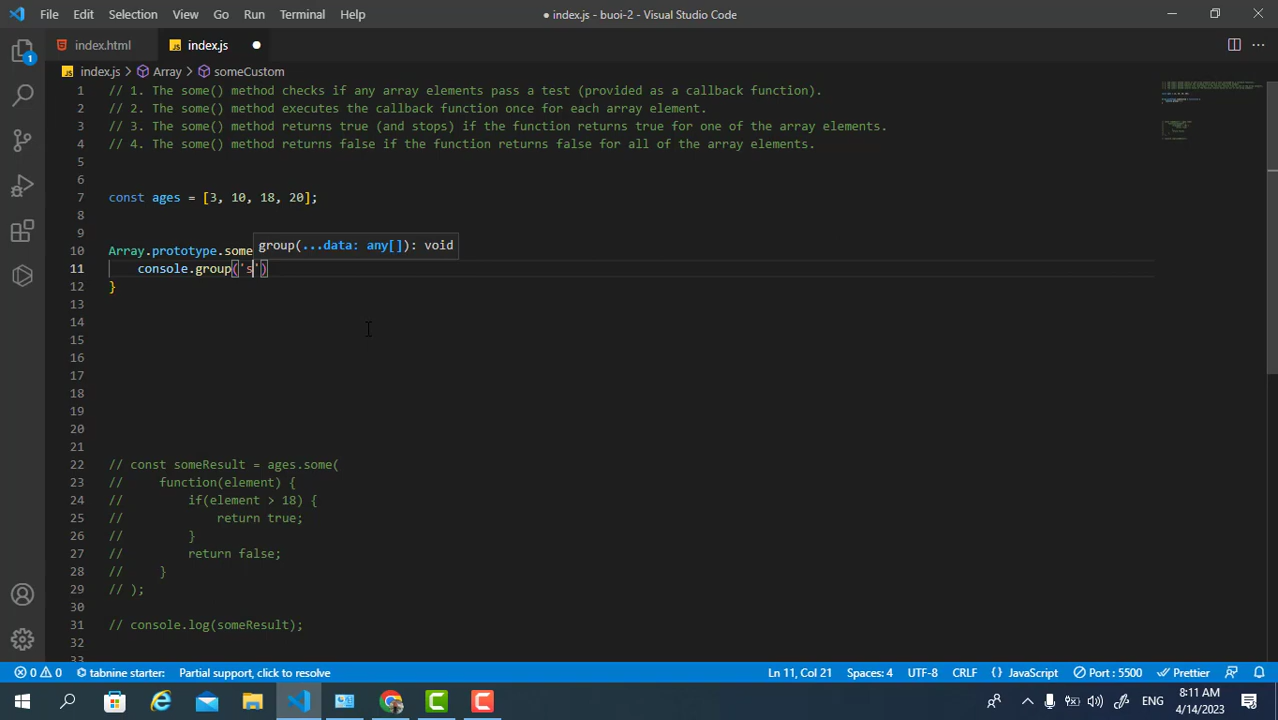 File Edit Selection View Go Run Terminal Help
● index.js - buoi-2 - Visual Studio Code
index.html
JS index.js
JS index.js > Array > someCustom
1 // 1. The some() method checks if any array elements pass a test (provided as a callback function).
2 // 2. The some() method executes the callback function once for each array element.
3 // 3. The some() method returns true (and stops) if the function returns true for one of the array elements.
4 // 4. The some() method returns false if the function returns false for all of the array elements.
5
6
7 const ages = [3, 10, 18, 20];
8
9
group(...data: any[]): void
10 Array.prototype.some
11 console.group('s')
12 }
13
14
15
16
17
18
19
20
21
22 // const someResult = ages.some(
23 // function(element) {
24 // if(element > 18) {
25 // return true;
26 // }
27 // return false;
28 // }
29 // );
30
31 // console.log(someResult);
32
33
1
0 0 tabnine starter: Partial support, click to resolve
Ln 11, Col 21 Spaces: 4 UTF-8 CRLF {} JavaScript Port : 5500 Prettier
ENG
8:11 AM
4/14/2023